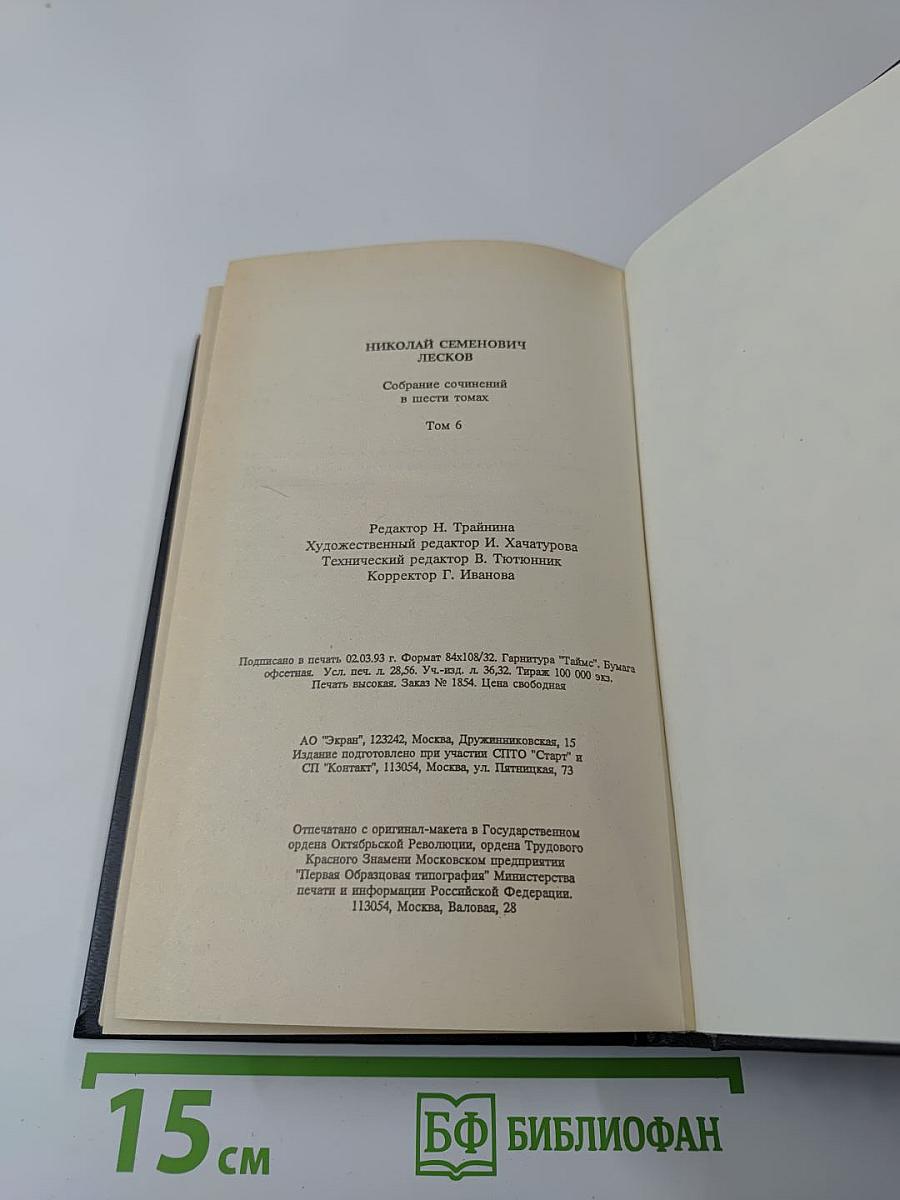 НИКОЛАЙ СЕМЕНОВИЧ
ЛЕСКОВ
Собрание сочинений
в шести томах
Том 6
Редактор Н. Трайнина
Художественный редактор И. Хачатурова
Технический редактор В. Тютюнник
Корректор Г. Иванова
Подписано в печать 02.03.93 г. Формат 84х108/32. Гарнитура "Таймс". Бумага
офсетная. Усл. печ. л. 28,56. Уч.-изд. л. 36,32. Тираж 100 000 экз.
Печать высокая. Заказ № 1854. Цена свободная
АО "Экран", 123242, Москва, Дружинниковская, 15
Издание подготовлено при участии СПТО "Старт" и
СП "Контакт", 113054, Москва, ул. Пятницкая, 73
Отпечатано с оригинал-макета в Государственном
ордена Октябрьской Революции, ордена Трудового
Красного Знамени Московском предприятии
"Первая Образцовая типография" Министерства
печати и информации Российской Федерации.
113054, Москва, Валовая, 28
15 см
БФ БИБЛИОФАН